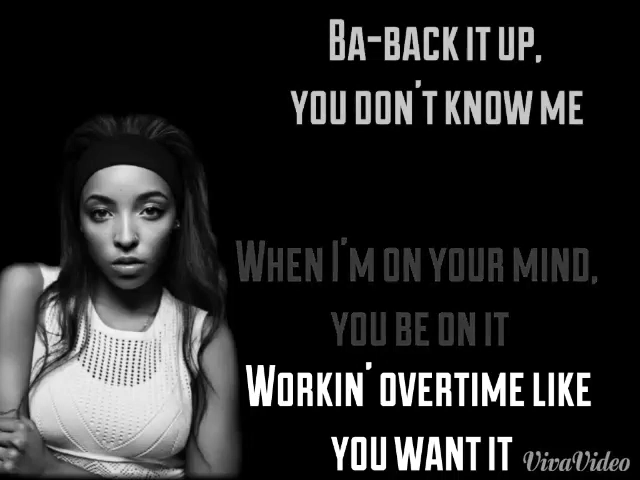 Ba-back it up,
you don't know me
When I'm on your mind,
you be on it
Workin' overtime like
you want it
VivaVideo